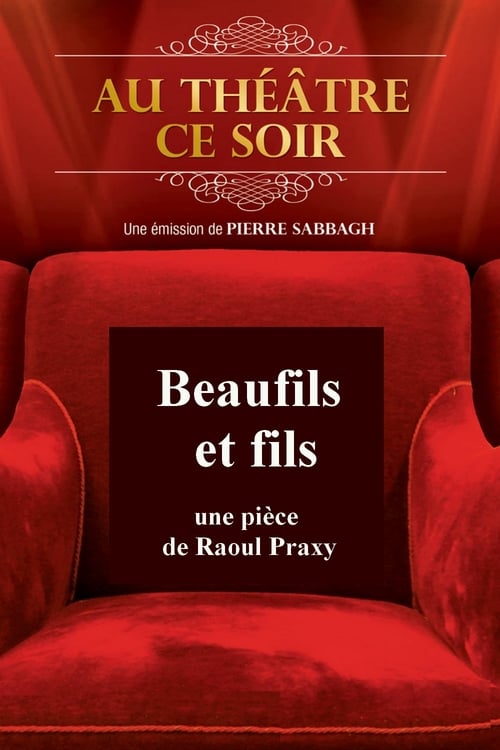 AU THÉÂTRE
CE SOIR
Une émission de PIERRE SABBAGH
Beaufils
et fils
une pièce
de Raoul Praxy